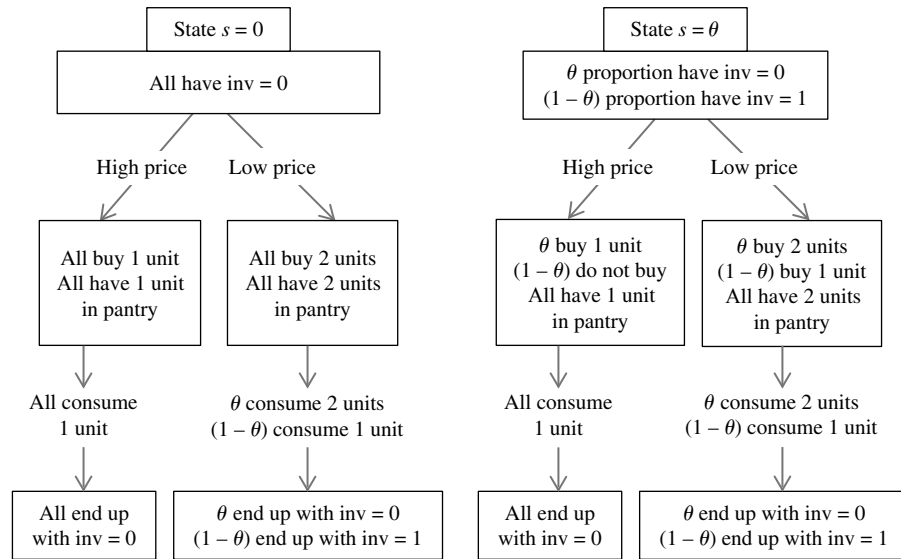 State s = 0
All have inv = 0
High price
Low price
All buy 1 unit
All have 1 unit
in pantry
All buy 2 units
All have 2 units
in pantry
All consume
1 unit
θ consume 2 units
(1 – θ) consume 1 unit
All end up
with inv = 0
θ end up with inv = 0
(1 – θ) end up with inv = 1
State s = θ
θ proportion have inv = 0
(1 – θ) proportion have inv = 1
High price
Low price
θ buy 1 unit
(1 – θ) do not buy
All have 1 unit
in pantry
θ buy 2 units
(1 – θ) buy 1 unit
All have 2 units
in pantry
All consume
1 unit
θ consume 2 units
(1 – θ) consume 1 unit
All end up
with inv = 0
θ end up with inv = 0
(1 – θ) end up with inv = 1